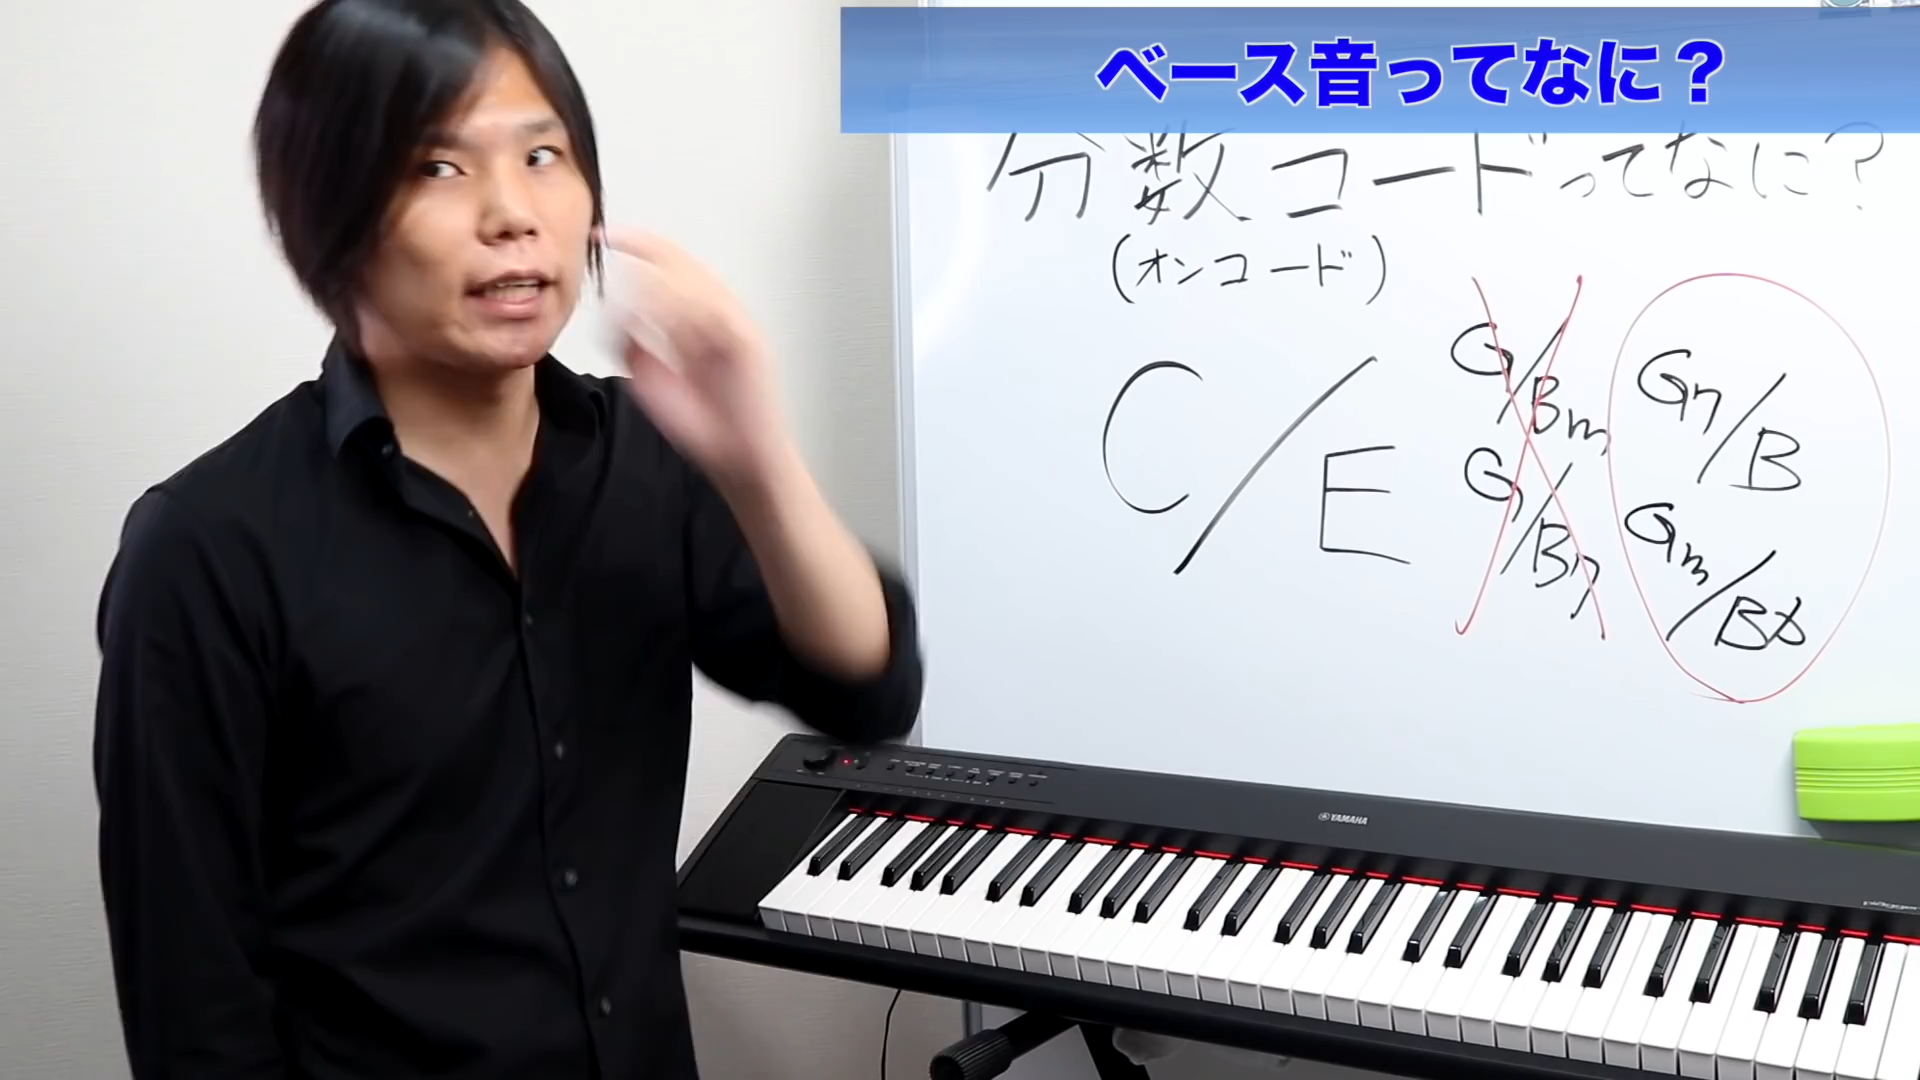 ベース音ってなに？
分数コードってなに？
(オンコード)
C/E
G/Bm
G/B7
G7/B
Gm/B♭
YAMAHA